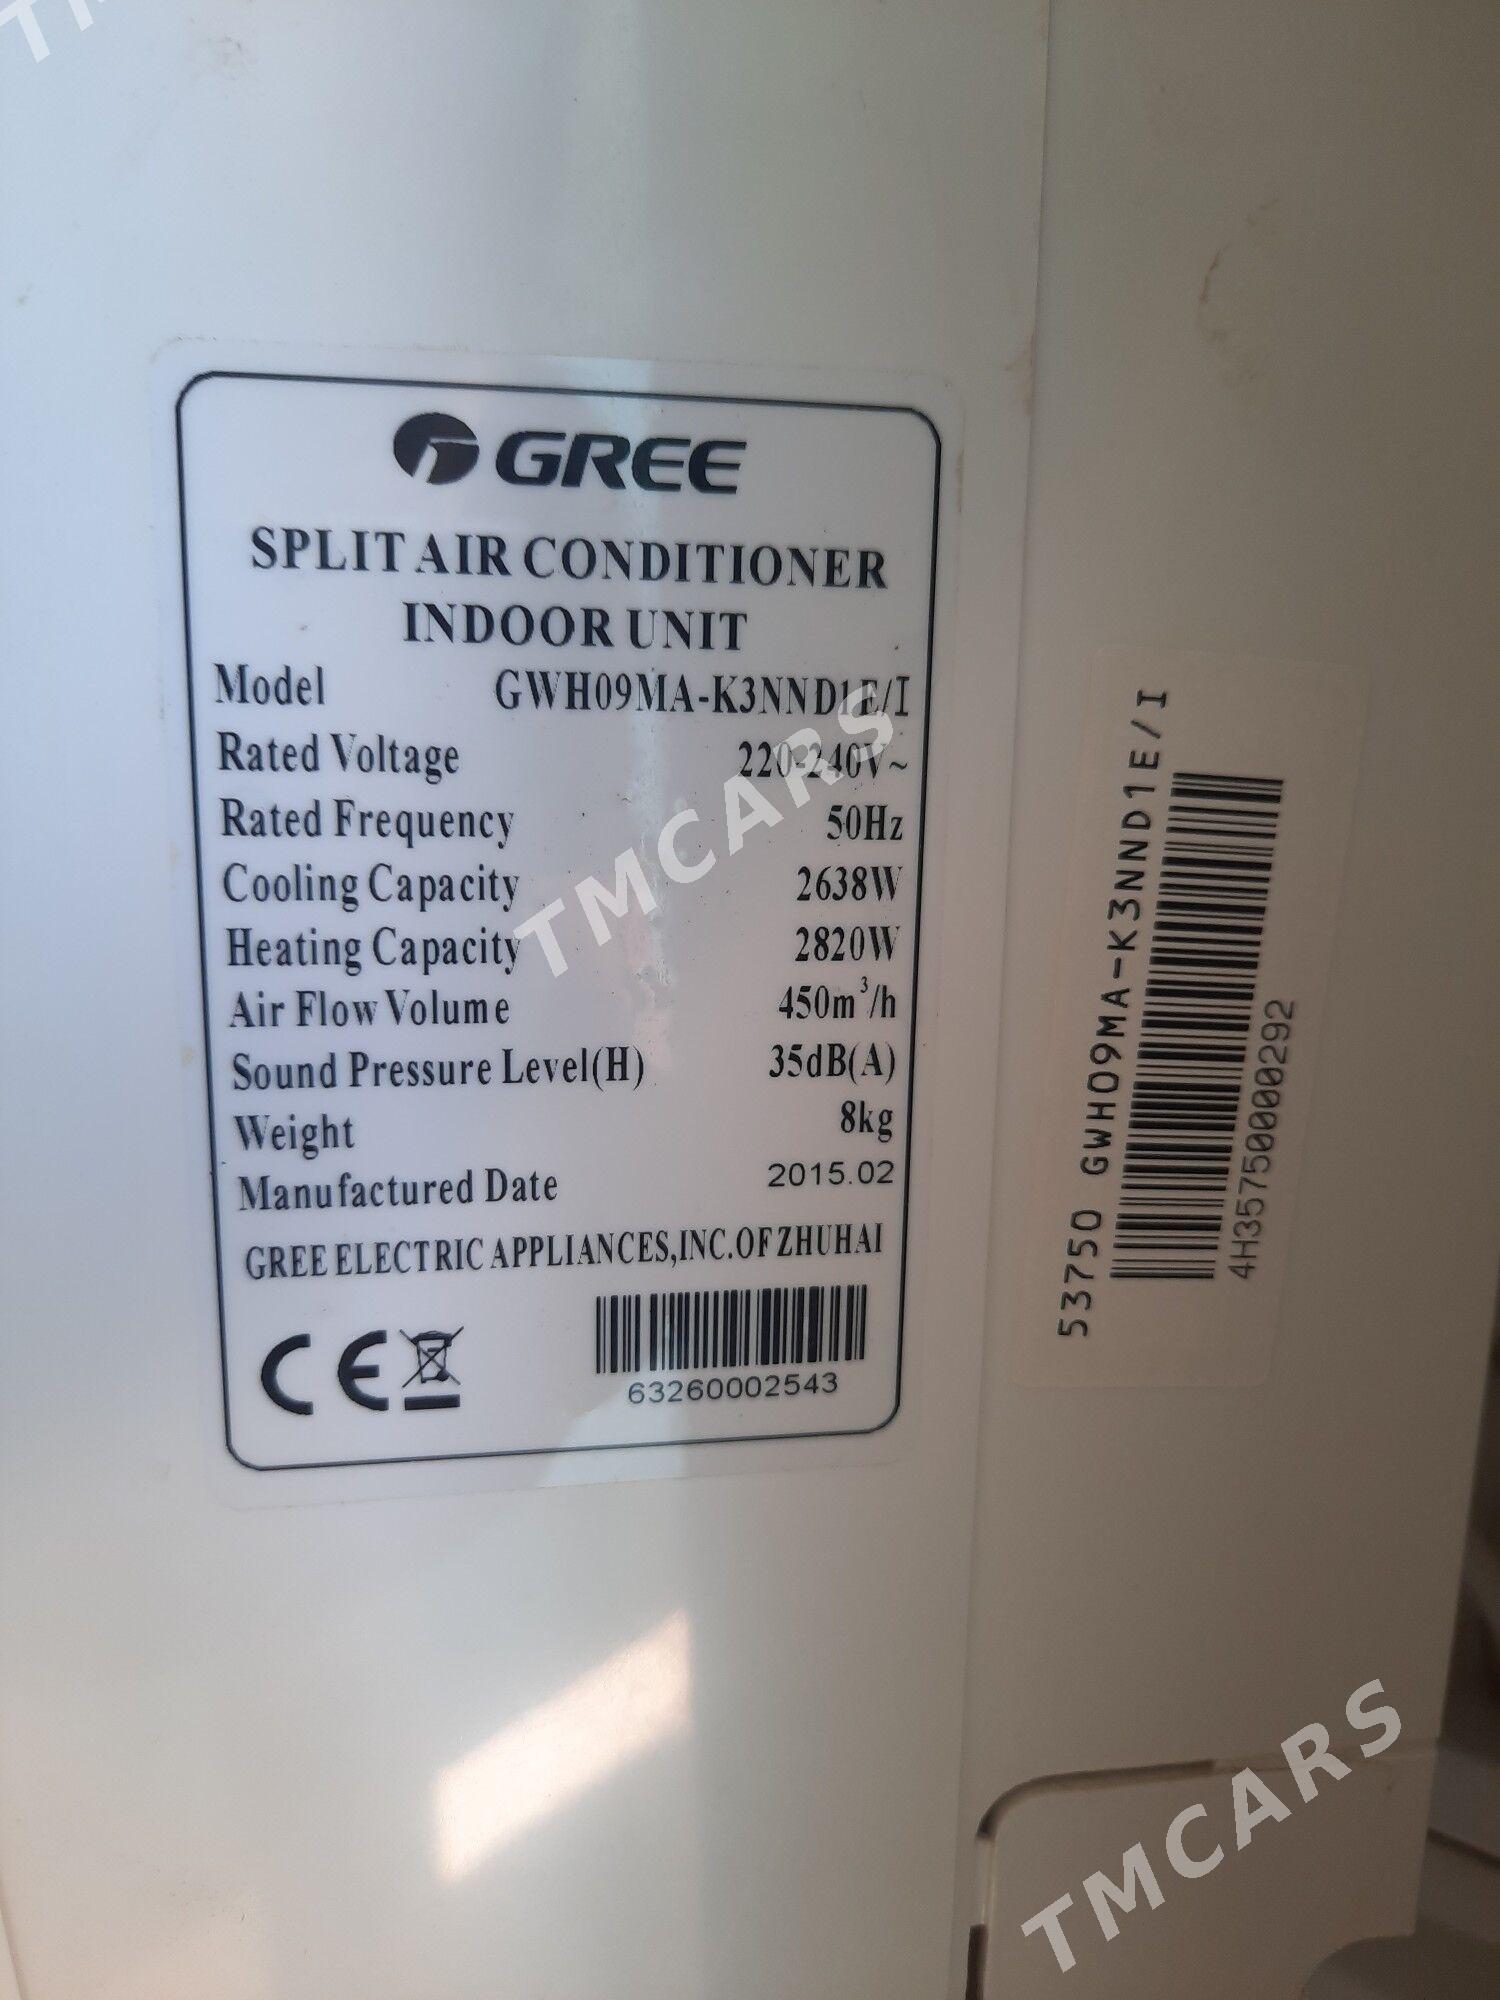 GREE
SPLIT AIR CONDITIONER
INDOOR UNIT
Model GWH09MA-K3NND1E/I
Rated Voltage 220-240V~
Rated Frequency 50Hz
Cooling Capacity 2638W
Heating Capacity 2820W
Air Flow Volume 450m³/h
Sound Pressure Level(H) 35dB(A)
Weight 8kg
Manufactured Date 2015.02
GREE ELECTRIC APPLIANCES,INC.OF ZHUHAI
CE
63260002543
53750 GWH09MA-K3NND1E/I
4H35750000292
TMCARS
TMCARS